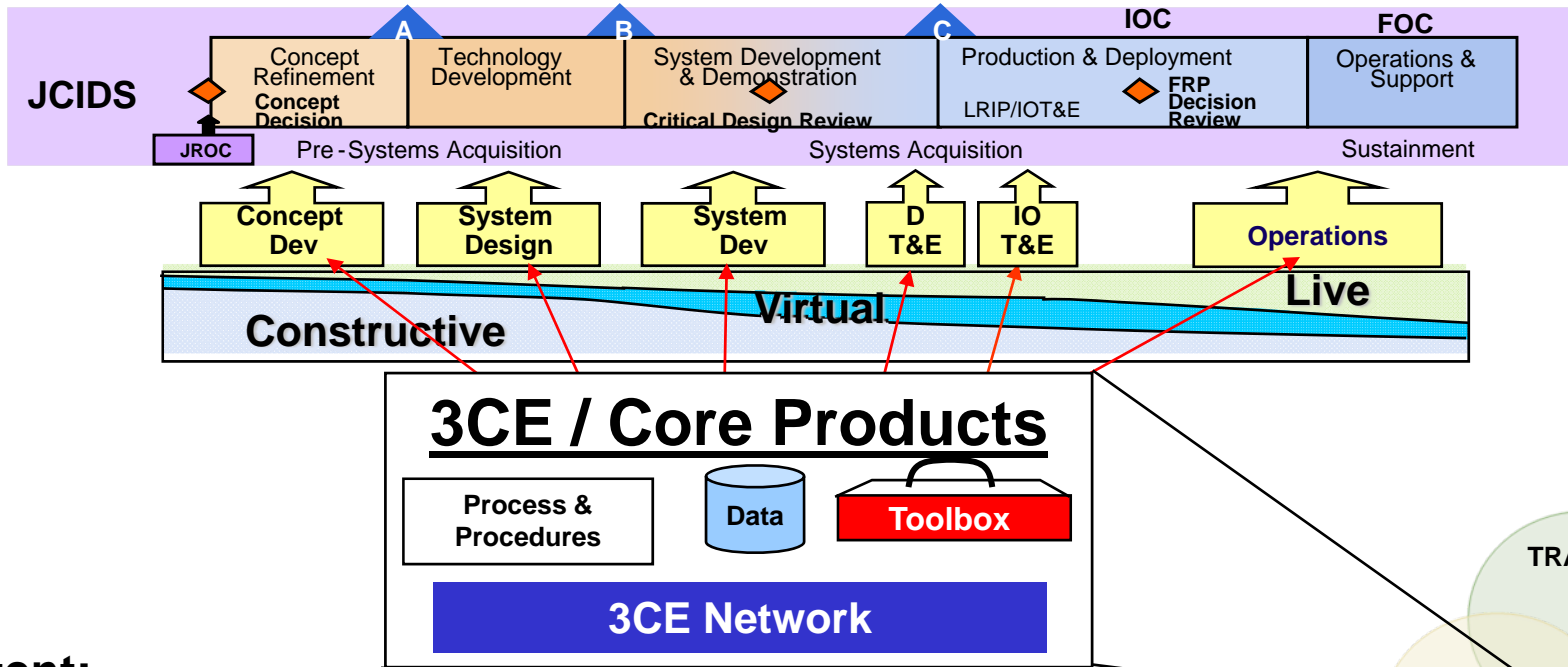 A
B
C
IOC
FOC
JCIDS
Concept
Refinement
Concept
Decision
Technology
Development
System Development
& Demonstration
Critical Design Review
Production & Deployment
LRIP/IOT&E
FRP
Decision
Review
Operations &
Support
JROC
Pre-Systems Acquisition
Systems Acquisition
Sustainment
Concept
Dev
System
Design
System
Dev
D
T&E
IO
T&E
Operations
Constructive
Virtual
Live
3CE / Core Products
Process &
Procedures
Data
Toolbox
3CE Network